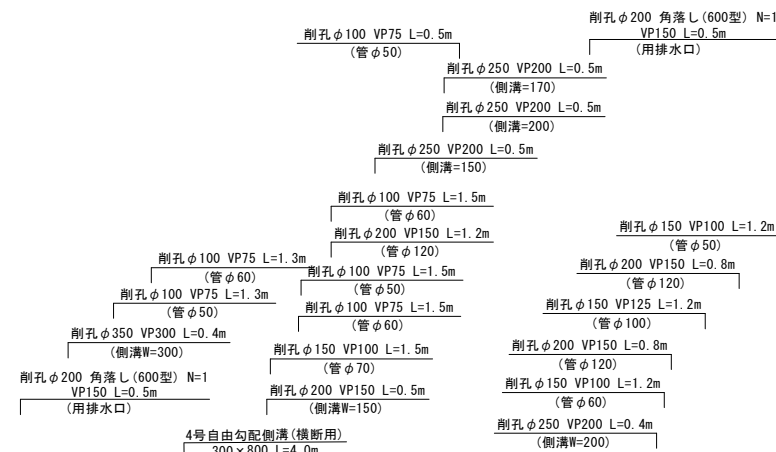 削孔φ200 角落し(600型) N=1
VP150 L=0.5m
(用排水口)
削孔φ100 VP75 L=0.5m
(管φ50)
削孔φ250 VP200 L=0.5m
(側溝=170)
削孔φ250 VP200 L=0.5m
(側溝=200)
削孔φ250 VP200 L=0.5m
(側溝=150)
削孔φ100 VP75 L=1.5m
(管φ60)
削孔φ200 VP150 L=1.2m
(管φ120)
削孔φ100 VP75 L=1.5m
(管φ50)
削孔φ100 VP75 L=1.5m
(管φ60)
削孔φ150 VP100 L=1.5m
(管φ70)
削孔φ200 VP150 L=0.5m
(側溝W=150)
削孔φ100 VP75 L=1.3m
(管φ60)
削孔φ100 VP75 L=1.3m
(管φ50)
削孔φ350 VP300 L=0.4m
(側溝W=300)
削孔φ200 角落し(600型) N=1
VP150 L=0.5m
(用排水口)
4号自由勾配側溝(横断用)
300×800 L=4.0m
削孔φ150 VP100 L=1.2m
(管φ50)
削孔φ200 VP150 L=0.8m
(管φ120)
削孔φ150 VP125 L=1.2m
(管φ100)
削孔φ200 VP150 L=0.8m
(管φ120)
削孔φ150 VP100 L=1.2m
(管φ60)
削孔φ250 VP200 L=0.4m
(側溝W=200)